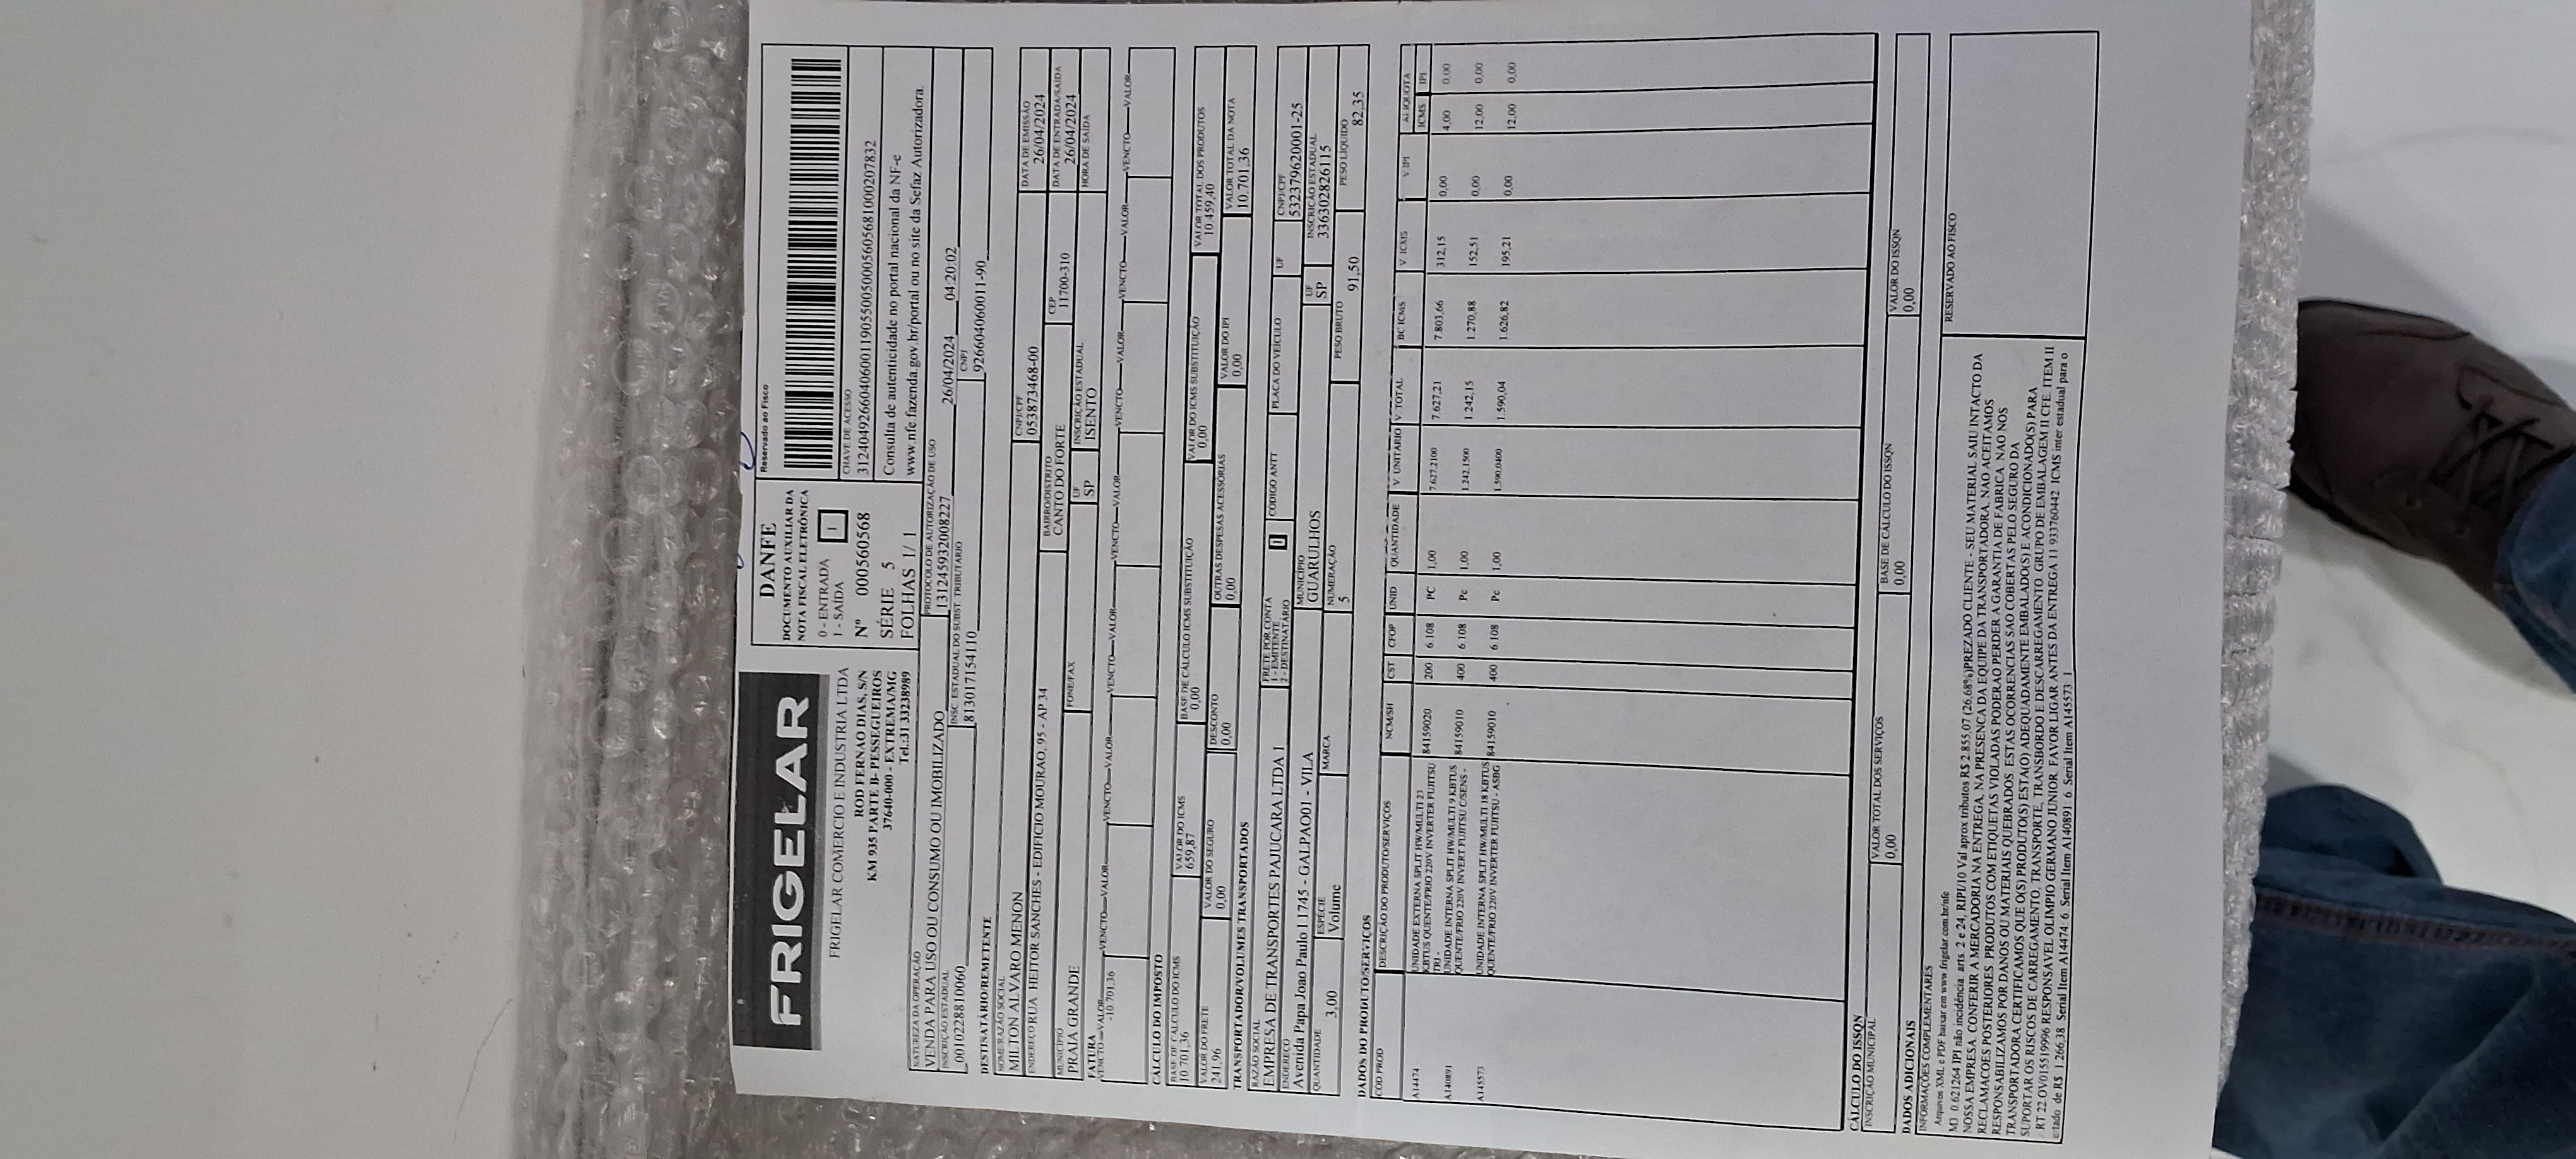 FRIGELAR
FRIGELAR COMERCIO E INDUSTRIA LTDA
ROD FERNAO DIAS, S/N
KM 935 PARTE B- PESSEGUEIROS
37640-000 - EXTREMA/MG
Tel.:31 33238989
DANFE
DOCUMENTO AUXILIAR DA
NOTA FISCAL ELETRÔNICA
0 - ENTRADA
1 - SAÍDA
1
Nº 000560568
SÉRIE 5
FOLHAS 1/ 1
Reservado ao Fisco
CHAVE DE ACESSO
31240492660406001190550050005605681000207832
Consulta de autenticidade no portal nacional da NF-e
www.nfe.fazenda.gov.br/portal ou no site da Sefaz Autorizadora.
NATUREZA DA OPERAÇÃO
VENDA PARA USO OU CONSUMO OU IMOBILIZADO
PROTOCOLO DE AUTORIZAÇÃO DE USO
131245932008227 26/04/2024 04:20:02
INSCRIÇÃO ESTADUAL
0010228810060
INSC. ESTADUAL DO SUBST. TRIBUTARIO
813017154110
CNPJ
926604060011-90
DESTINATÁRIO/REMETENTE
NOME/RAZÃO SOCIAL
MILTON ALVARO MENON
CNPJ/CPF
053873468-00
DATA DE EMISSÃO
26/04/2024
ENDEREÇO RUA HEITOR SANCHES - EDIFICIO MOURAO, 95 - AP 34
BAIRRO/DISTRITO
CANTO DO FORTE
CEP
11700-310
DATA DE ENTRADA/SAÍDA
26/04/2024
MUNICÍPIO
PRAIA GRANDE
FONE/FAX
UF
SP
INSCRIÇÃO ESTADUAL
ISENTO
HORA DE SAÍDA
FATURA
VENCTO VALOR VENCTO VALOR VENCTO VALOR VENCTO VALOR VENCTO VALOR VENCTO VALOR VENCTO VALOR VENCTO VALOR
-10.701,36
CÁLCULO DO IMPOSTO
BASE DE CÁLCULO DO ICMS
10.701,36
VALOR DO ICMS
659,87
BASE DE CÁLCULO ICMS SUBSTITUIÇÃO
0,00
VALOR DO ICMS SUBSTITUIÇÃO
0,00
VALOR TOTAL DOS PRODUTOS
10.459,40
VALOR DO FRETE
241,96
VALOR DO SEGURO
0,00
DESCONTO
0,00
OUTRAS DESPESAS ACESSÓRIAS
0,00
VALOR DO IPI
0,00
VALOR TOTAL DA NOTA
10.701,36
TRANSPORTADOR/VOLUMES TRANSPORTADOS
RAZÃO SOCIAL
EMPRESA DE TRANSPORTES PAJUCARA LTDA 1
FRETE POR CONTA
1 - EMITENTE
2 - DESTINATÁRIO
0
CÓDIGO ANTT
PLACA DO VEÍCULO
UF
CNPJ/CPF
532379620001-25
ENDEREÇO
Avenida Papa Joao Paulo I 1745 - GALPAO01 - VILA
MUNICÍPIO
GUARULHOS
UF
SP
INSCRIÇÃO ESTADUAL
336302826115
QUANTIDADE
3,00
ESPÉCIE
Volume
MARCA
NUMERAÇÃO
5
PESO BRUTO
91,50
PESO LÍQUIDO
82,35
DADOS DO PRODUTO/SERVIÇOS
CÓD PROD DESCRIÇÃO DO PRODUTO/SERVIÇOS NCM/SH CST CFOP UNID QUANTIDADE V. UNITARIO V. TOTAL BC ICMS V. ICMS V.IPI ALIQUOTA
ICMS IPI
A14474 UNIDADE EXTERNA SPLIT HW/MULTI 23 84159020 200 6.108 PC 1,00 7.627,2100 7.627,21 7.803,66 312,15 0,00 4,00 0,00
KBTUS QUENTE/FRIO 220V INVERTER FUJITSU
TRI -
A140891 UNIDADE INTERNA SPLIT HW/MULTI 9 KBTUS 84159010 400 6.108 Pc 1,00 1.242,1500 1.242,15 1.270,88 152,51 0,00 12,00 0,00
QUENTE/FRIO 220V INVERT FUJITSU C/SENS -
A145573 UNIDADE INTERNA SPLIT HW/MULTI 18 KBTUS 84159010 400 6.108 Pc 1,00 1.590,0400 1.590,04 1.626,82 195,21 0,00 12,00 0,00
QUENTE/FRIO 220V INVERTER FUJITSU - ASBG
CÁLCULO DO ISSQN
INSCRIÇÃO MUNICIPAL
VALOR TOTAL DOS SERVIÇOS
0,00
BASE DE CÁLCULO DO ISSQN
0,00
VALOR DO ISSQN
0,00
DADOS ADICIONAIS
INFORMAÇÕES COMPLEMENTARES
RESERVADO AO FISCO
Arquivos XML e PDF baixar em www.frigelar.com.br/nfe
M3 0.621264 IPI não incidência: arts. 2 e 24, RIPI/10 Val aprox tributos R$ 2.855,07 (26,68%)PREZADO CLIENTE - SEU MATERIAL SAIU INTACTO DA
NOSSA EMPRESA. CONFERIR A MERCADORIA NA ENTREGA, NA PRESENCA DA EQUIPE DA TRANSPORTADORA. NAO ACEITAMOS
RECLAMACOES POSTERIORES. PRODUTOS COM ETIQUETAS VIOLADAS PODERAO PERDER A GARANTIA DE FABRICA. NAO NOS
RESPONSABILIZAMOS POR DANOS OU MATERIAIS QUEBRADOS. ESTAS OCORRENCIAS SAO COBERTAS PELO SEGURO DA
TRANSPORTADORA.CERTIFICAMOS QUE O(S) PRODUTO(S) ESTA(O) ADEQUADAMENTE EMBALADO(S) E ACONDICIONADO(S) PARA
SUPORTAR OS RISCOS DE CARREGAMENTO, TRANSPORTE, TRANSBORDO E DESCARREGAMENTO. GRUPO DE EMBALAGEM II CFE. ITEM II
RT 22 OV015519996 RESPONSAVEL OLIMPIO GERMANO JUNIOR. FAVOR LIGAR ANTES DA ENTREGA 11 933760442. ICMS inter estadual para o
estado de R$ 1.266,38 Serial Item A14474: 6. Serial Item A140891: 6. Serial Item A145573: 1